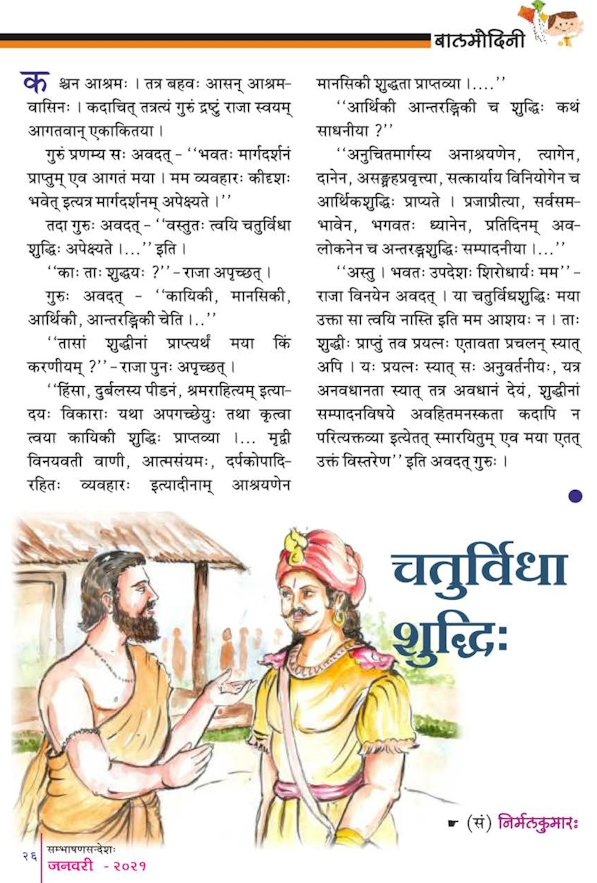 बालमोदिनी
कश्चन आश्रमः । तत्र बहवः आसन् आश्रम-
वासिनः । कदाचित् तत्रत्यं गुरुं द्रष्टुं राजा स्वयम्
आगतवान् एकाकितया ।
गुरुं प्रणम्य सः अवदत् – ‘‘भवतः मार्गदर्शनं
प्राप्तुम् एव आगतं मया । मम व्यवहारः कीदृशः
भवेत् इत्यत्र मार्गदर्शनम् अपेक्ष्यते ।’’
तदा गुरुः अवदत् – ‘‘वस्तुतः त्वयि चतुर्विधा
शुद्धिः अपेक्ष्यते ।...’’ इति ।
‘‘काः ताः शुद्धयः ?’’ – राजा अपृच्छत् ।
गुरुः अवदत् – ‘‘कायिकी, मानसिकी,
आर्थिकी, आन्तरङ्गिकी चेति ।..’’
‘‘तासां शुद्धीनां प्राप्त्यर्थं मया किं
करणीयम् ?’’ – राजा पुनः अपृच्छत् ।
‘‘हिंसा, दुर्बलस्य पीडनं, श्रमराहित्यम् इत्या-
दयः विकाराः यथा अपगच्छेयुः तथा कृत्वा
त्वया कायिकी शुद्धिः प्राप्तव्या ।... मृद्वी
विनयवती वाणी, आत्मसंयमः, दर्पकोपादि-
रहितः व्यवहारः इत्यादीनाम् आश्रयणेन
मानसिकी शुद्धता प्राप्तव्या ।....’’
‘‘आर्थिकी आन्तरङ्गिकी च शुद्धिः कथं
साधनीया ?’’
‘‘अनुचितमार्गस्य अनाश्रयणेन, त्यागेन,
दानेन, असङ्ग्रहप्रवृत्त्या, सत्कार्याय विनियोगेन च
आर्थिकशुद्धिः प्राप्यते । प्रजाप्रीत्या, सर्वसम-
भावेन, भगवतः ध्यानेन, प्रतिदिनम् अव-
लोकनेन च अन्तरङ्गशुद्धिः सम्पादनीया ।...’’
‘‘अस्तु । भवतः उपदेशः शिरोधार्यः मम’’ –
राजा विनयेन अवदत् । या चतुर्विधशुद्धिः मया
उक्ता सा त्वयि नास्ति इति मम आशयः न । ताः
शुद्धीः प्राप्तुं तव प्रयत्नः एतावता प्रचलन् स्यात्
अपि । यः प्रयत्नः स्यात् सः अनुवर्तनीयः, यत्र
अनवधानता स्यात् तत्र अवधानं देयं, शुद्धीनां
सम्पादनविषये अवहितमनस्कता कदापि न
परित्यक्तव्या इत्येतत् स्मारयितुम् एव मया एतत्
उक्तं विस्तरेण’’ इति अवदत् गुरुः ।
चतुर्विधा
शुद्धिः
☛ (सं) निर्मलकुमारः
२६
सम्भाषणसन्देशः
जनवरी - २०२१